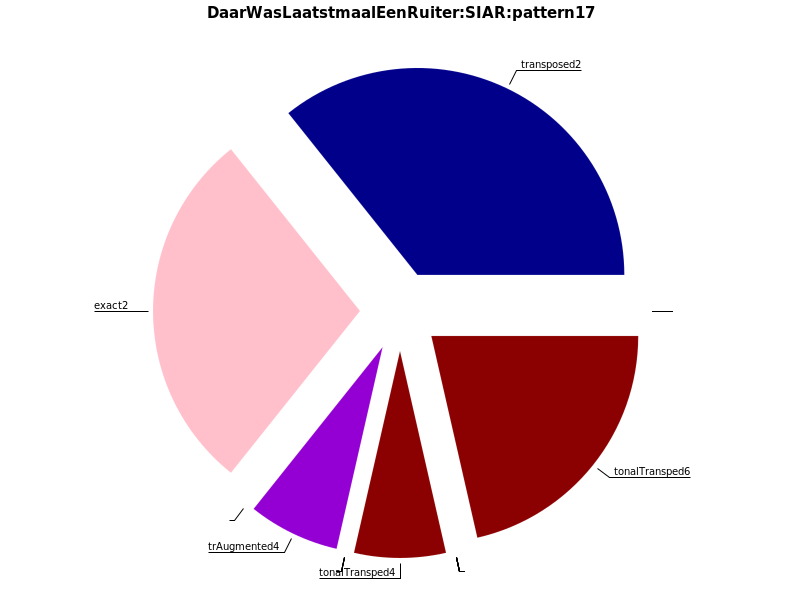 DaarWasLaatstmaalEenRuiter:SIAR:pattern17
transposed2
exact2
tonalTransped6
trAugmented4
tonalTransped4